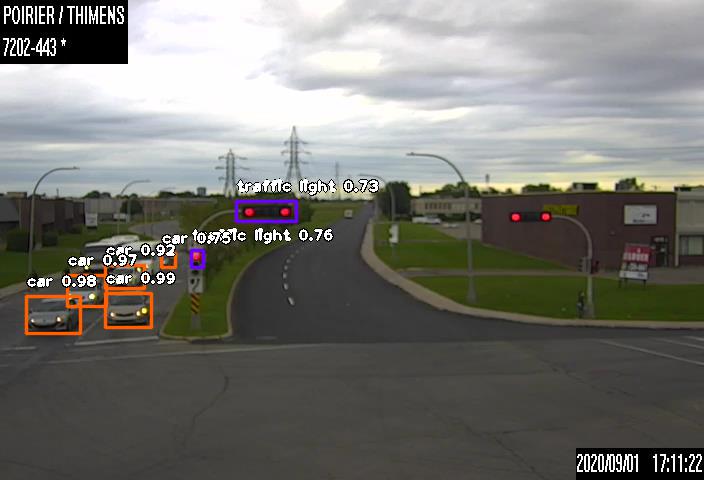 POIRIER / THIMENS
7202-443 *
traffic light 0.73
traffic light 0.76
car 0.75
car 0.92
car 0.97
car 0.98
car 0.99
2020/09/01 17:11:22